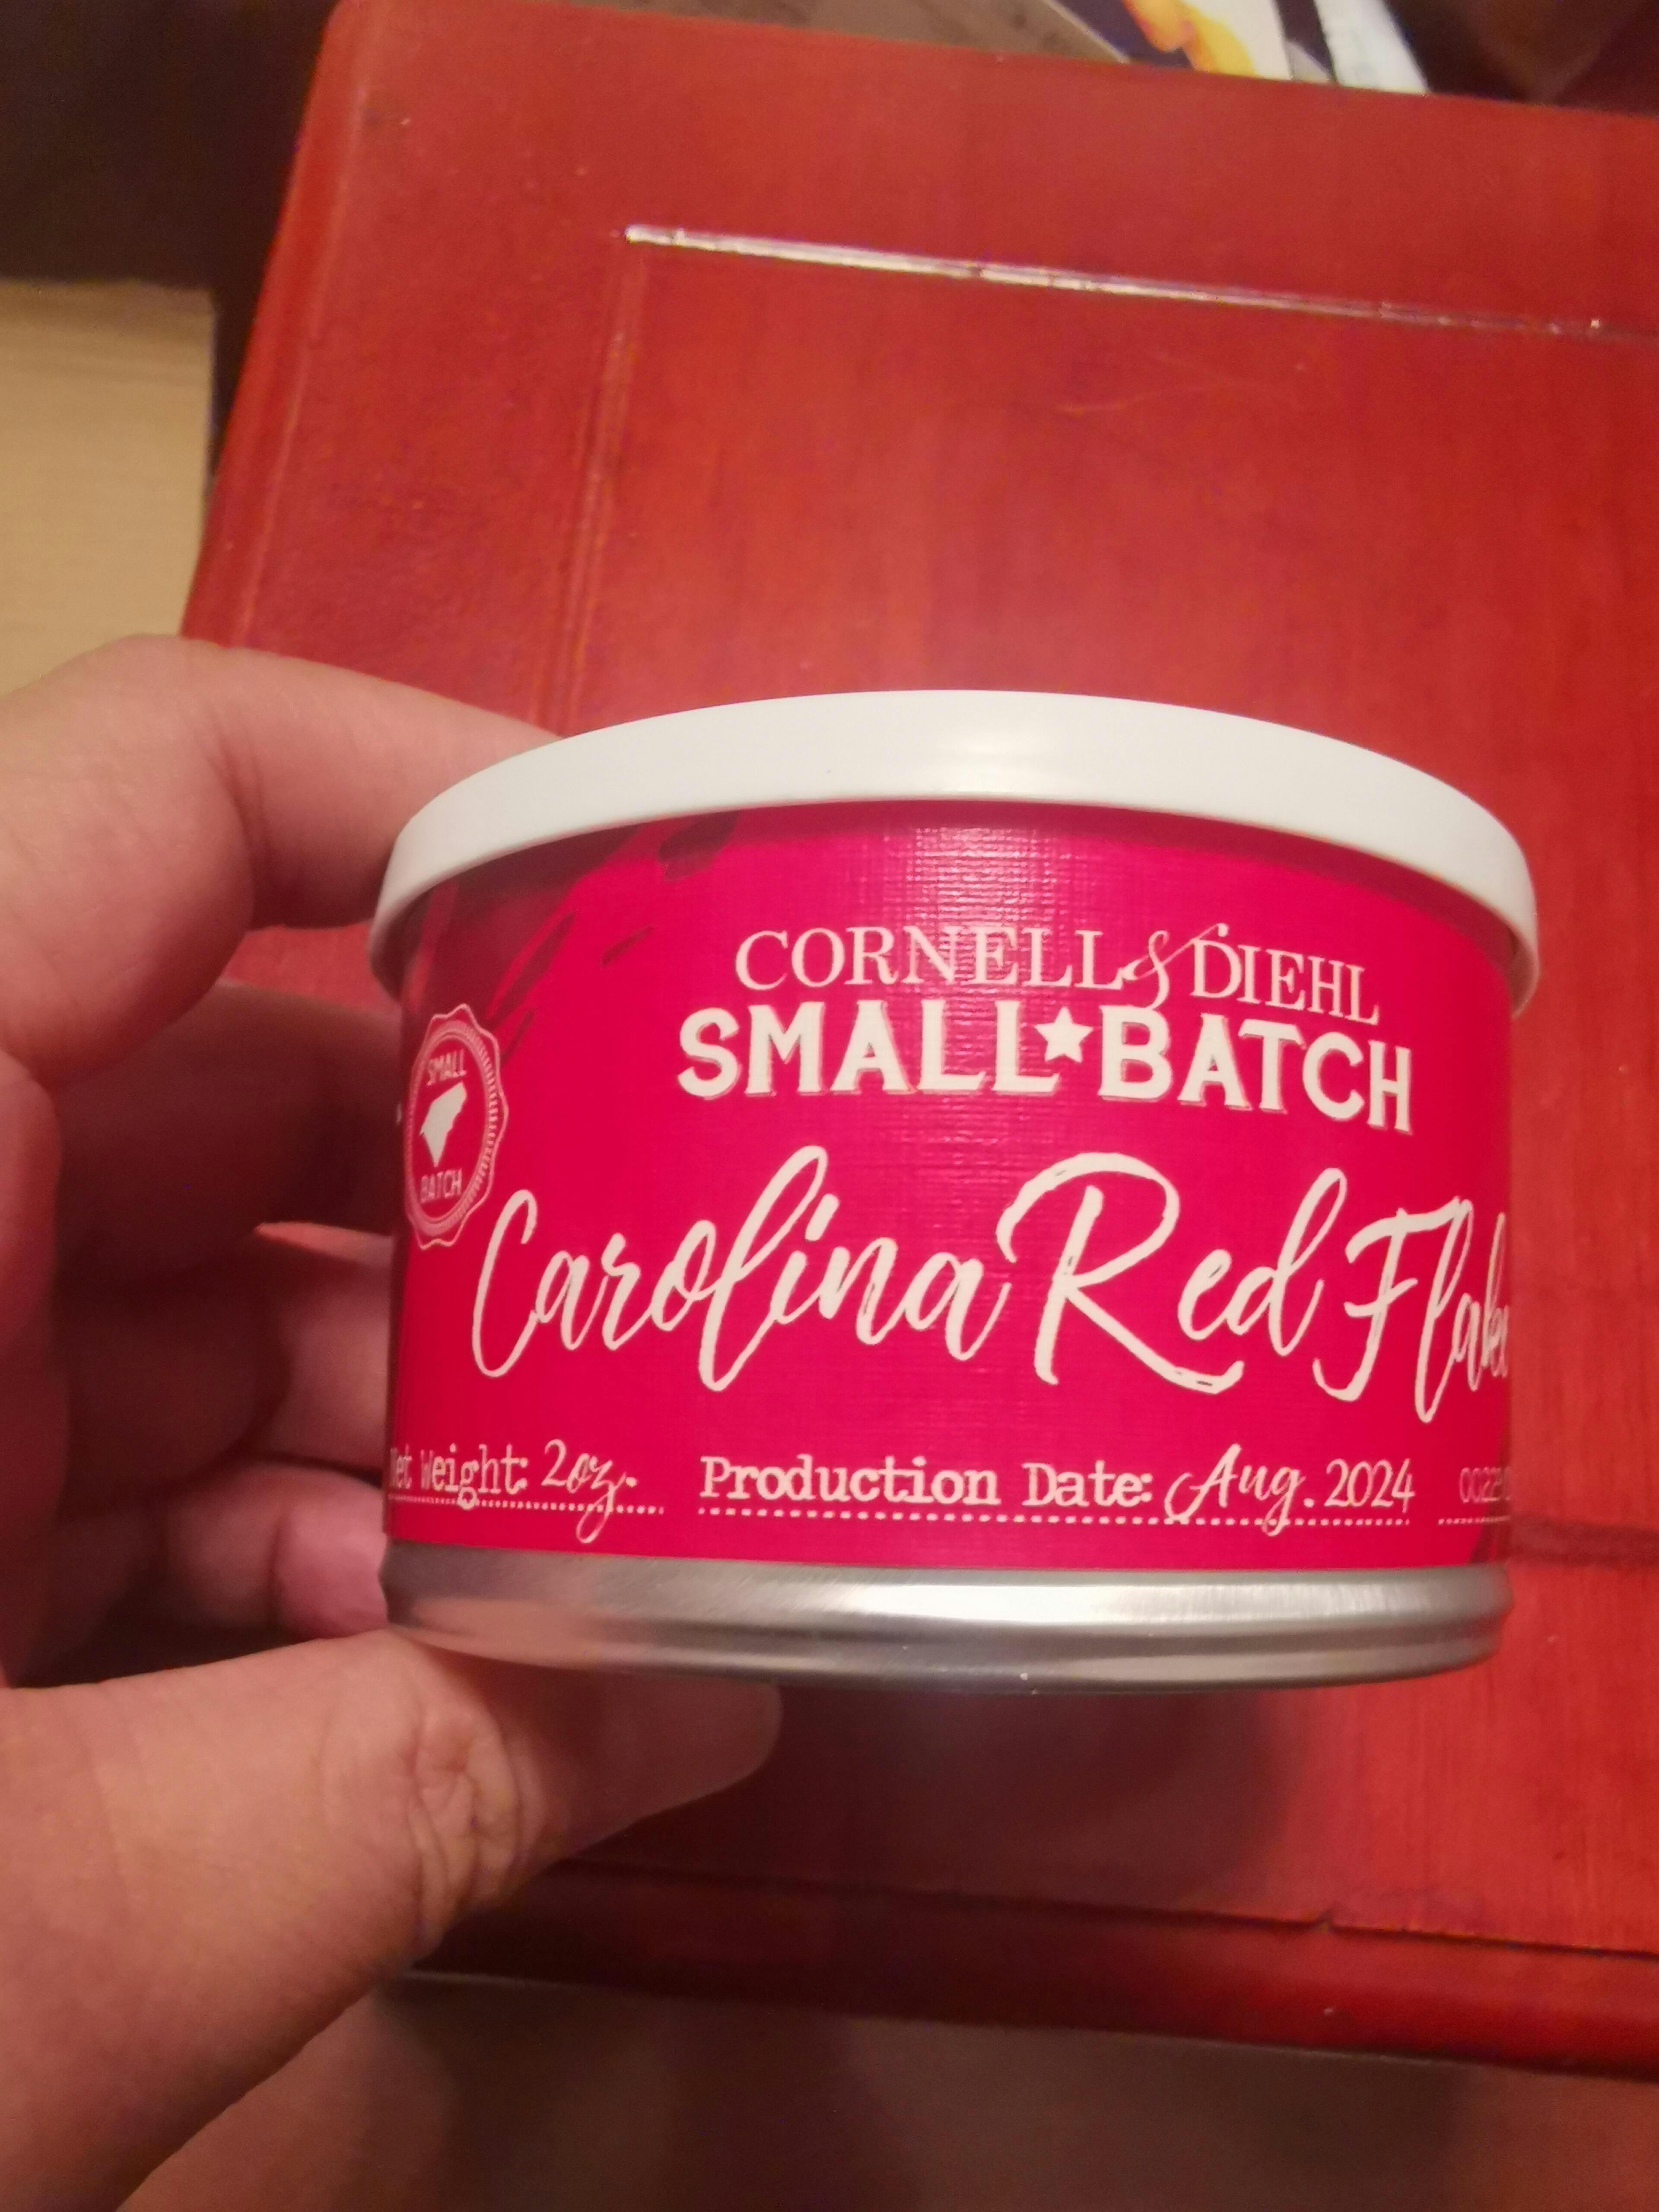 CORNELL & DIEHL
SMALL★BATCH
SMALL
BATCH
Carolina Red Flake
Net Weight: 2oz.
Production Date: Aug. 2024